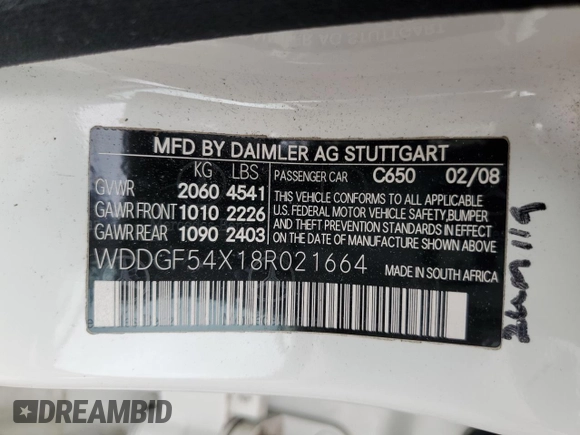 MFD BY DAIMLER AG STUTTGART
KG LBS PASSENGER CAR C650 02/08
GVWR 2060 4541
GAWR FRONT 1010 2226
GAWR REAR 1090 2403
THIS VEHICLE CONFORMS TO ALL APPLICABLE
U.S. FEDERAL MOTOR VEHICLE SAFETY, BUMPER
AND THEFT PREVENTION STANDARDS IN EFFECT
ON THE DATE OF MANUFACTURE SHOWN ABOVE.
WDDGF54X18R021664 MADE IN SOUTH AFRICA
DREAMBID